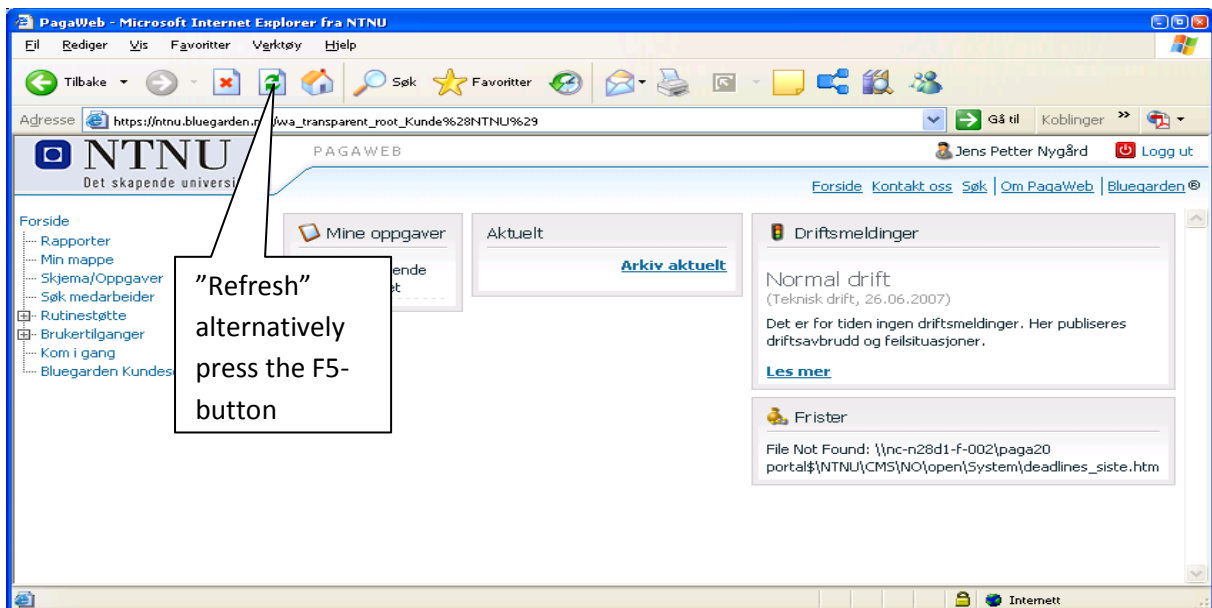 PagaWeb - Microsoft Internet Explorer fra NTNU
Fil Rediger Vis Favoritter Verktøy Hjelp
Tilbake Søk Favoritter
Adresse https://ntnu.bluegarden. /wa_transparent_root_Kunde%28NTNU%29 Gå til Koblinger »
NTNU PAGAWEB Jens Petter Nygård Logg ut
Det skapende
Forside Kontakt oss Søk | Om PagaWeb | Bluegarden ®
Forside
Rapporter
Min mappe
Skjema/Oppgaver
Søk medarbeider
Rutinestøtte
Brukertilganger
Kom i gang
Bluegarden
Mine oppgaver
"Refresh"
alternatively
press the F5-
button
Aktuelt
Arkiv aktuelt
Driftsmeldinger
Normal drift
(Teknisk drift, 26.06.2007)
Det er for tiden ingen driftsmeldinger. Her publiseres
driftsavbrudd og feilsituasjoner.
Les mer
Frister
File Not Found: \\nc-n28d1-f-002\paga20
portal$\NTNU\CMS\NO\open\System\deadlines_siste.htm
Internett